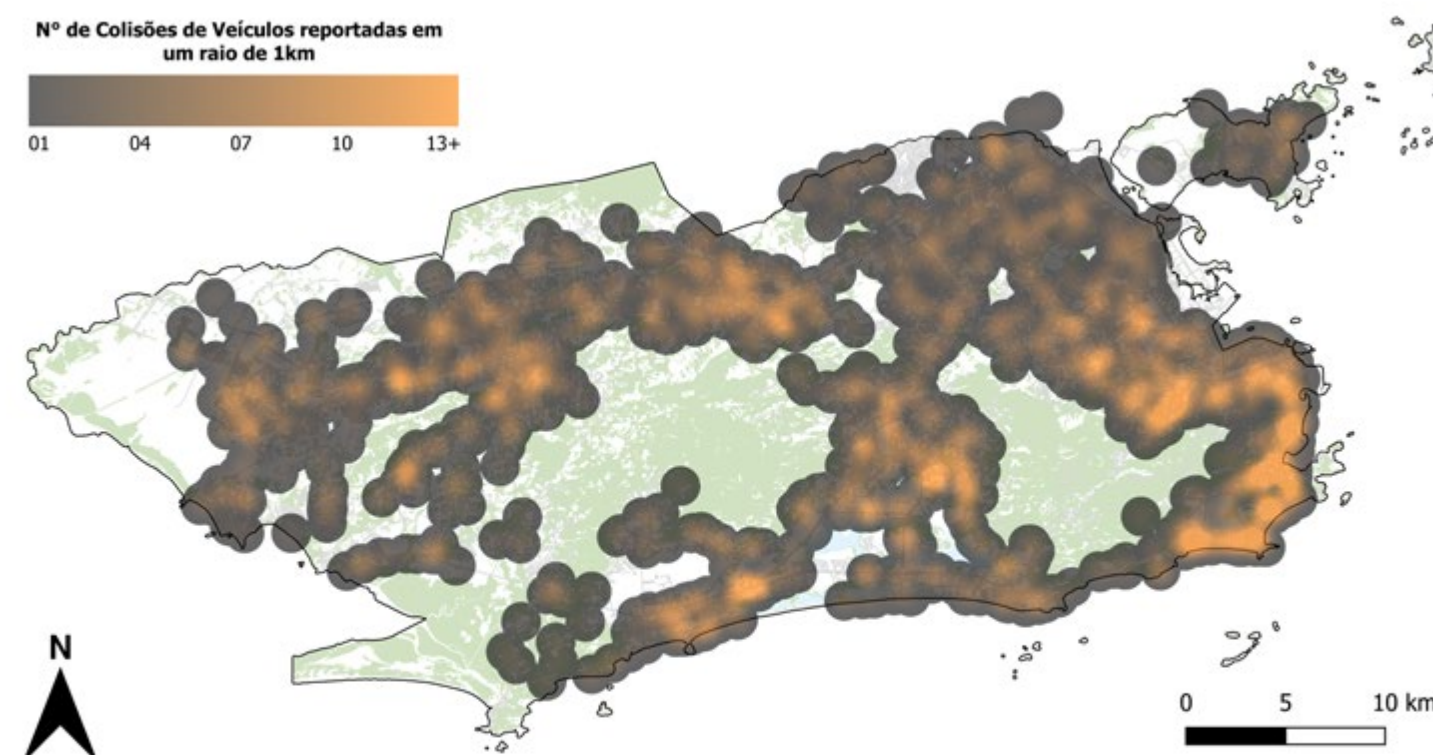 Nº de Colisões de Veículos reportadas em
um raio de 1km
01 04 07 10 13+
N
0 5 10 km